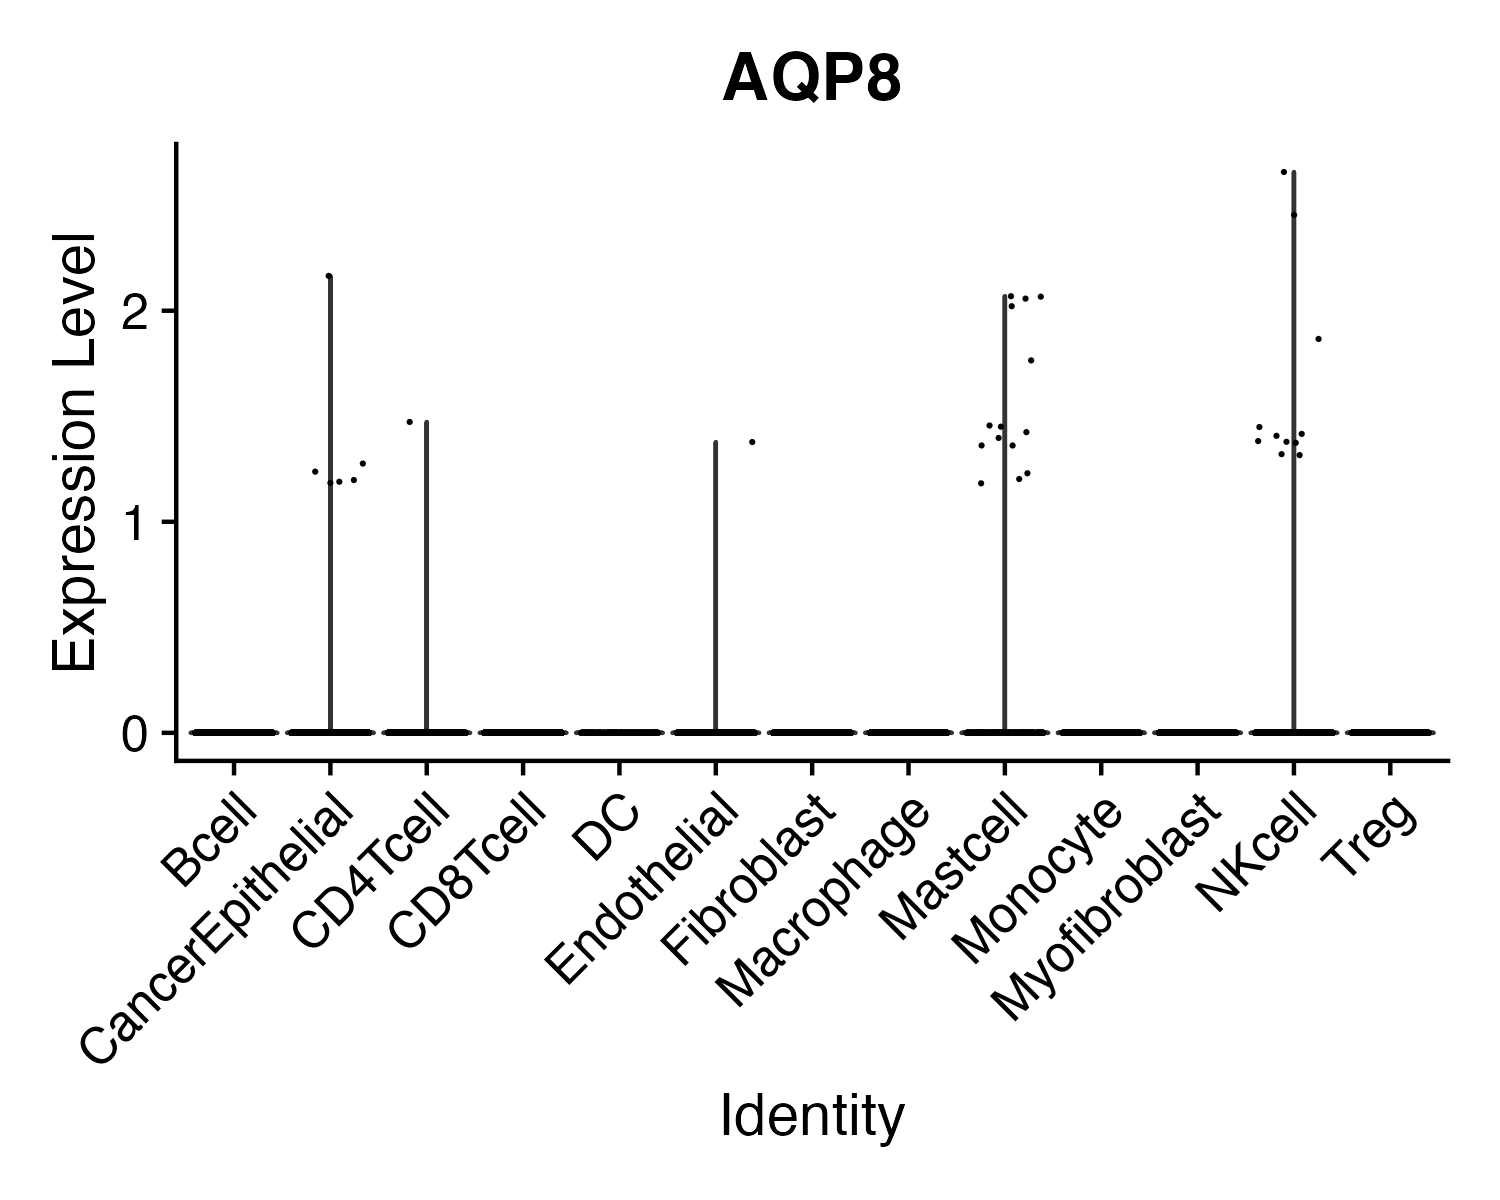 AQP8
Expression Level
2
1
0
Bcell
CancerEpithelial
CD4Tcell
CD8Tcell
DC
Endothelial
Fibroblast
Macrophage
Mastcell
Monocyte
Myofibroblast
NKcell
Treg
Identity